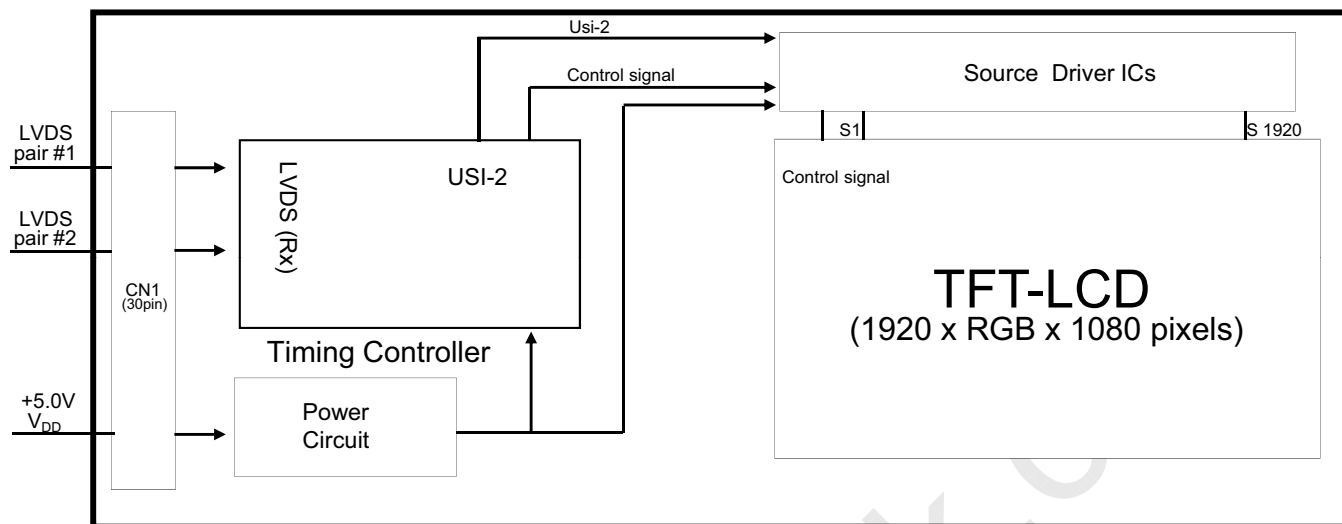 Usi-2
Control signal
Source Driver ICs
S1
S 1920
LVDS
pair #1
LVDS
pair #2
CN1
(30pin)
LVDS (Rx)
USI-2
Timing Controller
Control signal
TFT-LCD
(1920 x RGB x 1080 pixels)
+5.0V
VDD
Power
Circuit